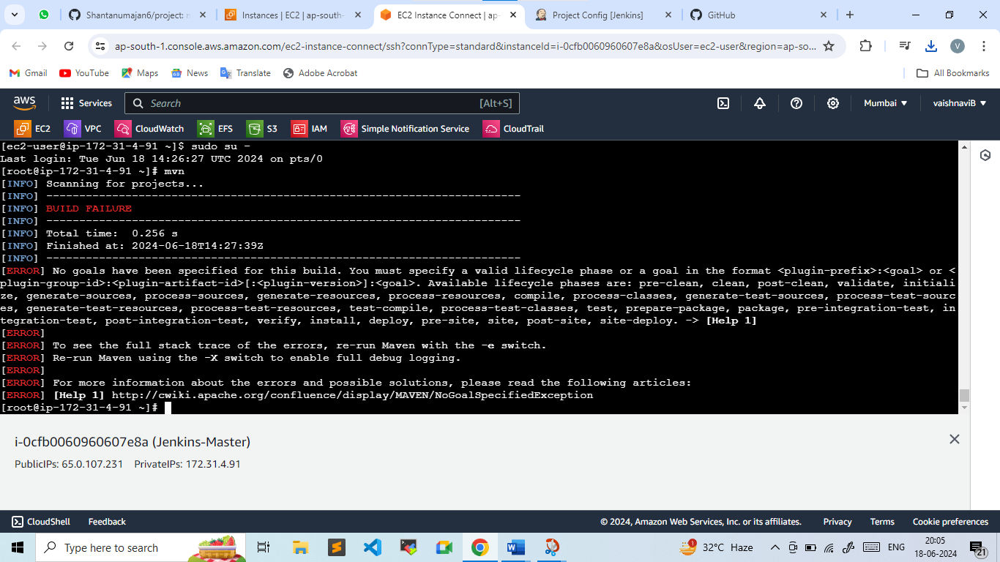 Shantanumajan6/project: n
Instances | EC2 | ap-south-
EC2 Instance Connect | ap-
Project Config [Jenkins]
GitHub
ap-south-1.console.aws.amazon.com/ec2-instance-connect/ssh?connType=standard&instanceId=i-0cfb0060960607e8a&osUser=ec2-user&region=ap-so...
V
Gmail
YouTube
Maps
News
Translate
Adobe Acrobat
All Bookmarks
aws
Services
Search
[Alt+S]
Mumbai
vaishnaviB
EC2
VPC
CloudWatch
EFS
S3
IAM
Simple Notification Service
CloudTrail
[ec2-user@ip-172-31-4-91 ~]$ sudo su -
Last login: Tue Jun 18 14:26:27 UTC 2024 on pts/0
[root@ip-172-31-4-91 ~]# mvn
[INFO] Scanning for projects...
[INFO] ------------------------------------------------------------------------
[INFO] BUILD FAILURE
[INFO] ------------------------------------------------------------------------
[INFO] Total time:  0.256 s
[INFO] Finished at: 2024-06-18T14:27:39Z
[INFO] ------------------------------------------------------------------------
[ERROR] No goals have been specified for this build. You must specify a valid lifecycle phase or a goal in the format <plugin-prefix>:<goal> or <
plugin-group-id>:<plugin-artifact-id>[:<plugin-version>]:<goal>. Available lifecycle phases are: pre-clean, clean, post-clean, validate, initiali
ze, generate-sources, process-sources, generate-resources, process-resources, compile, process-classes, generate-test-sources, process-test-sourc
es, generate-test-resources, process-test-resources, test-compile, process-test-classes, test, prepare-package, package, pre-integration-test, in
tegration-test, post-integration-test, verify, install, deploy, pre-site, site, post-site, site-deploy. -> [Help 1]
[ERROR]
[ERROR] To see the full stack trace of the errors, re-run Maven with the -e switch.
[ERROR] Re-run Maven using the -X switch to enable full debug logging.
[ERROR]
[ERROR] For more information about the errors and possible solutions, please read the following articles:
[ERROR] [Help 1] http://cwiki.apache.org/confluence/display/MAVEN/NoGoalSpecifiedException
[root@ip-172-31-4-91 ~]#
i-0cfb0060960607e8a (Jenkins-Master)
PublicIPs: 65.0.107.231 PrivateIPs: 172.31.4.91
CloudShell
Feedback
© 2024, Amazon Web Services, Inc. or its affiliates.
Privacy
Terms
Cookie preferences
Type here to search
1
32°C Haze
ENG
20:05
18-06-2024
21